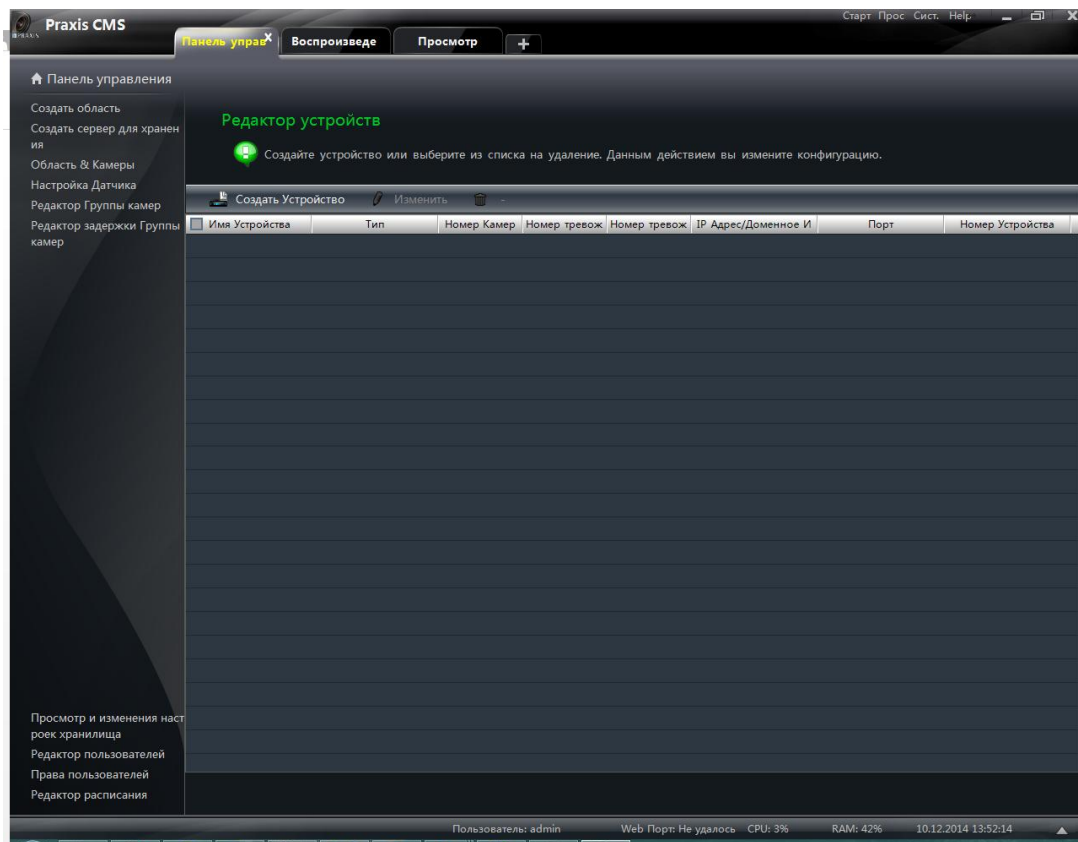 Praxis CMS
Старт Прос Сист. Help
Панель управ X
Воспроизведе
Просмотр
Панель управления
Создать область
Создать сервер для хранен
ия
Область & Камеры
Настройка Датчика
Редактор Группы камер
Редактор задержки Группы
камер
Редактор устройств
Создайте устройство или выберите из списка на удаление. Данным действием вы измените конфигурацию.
Создать Устройство Изменить -
Имя Устройства Тип Номер Камер Номер тревож Номер тревож IP Адрес/Доменное И Порт Номер Устройства
Просмотр и изменения наст
роек хранилища
Редактор пользователей
Права пользователей
Редактор расписания
Пользователь: admin Web Порт: Не удалось CPU: 3% RAM: 42% 10.12.2014 13:52:14